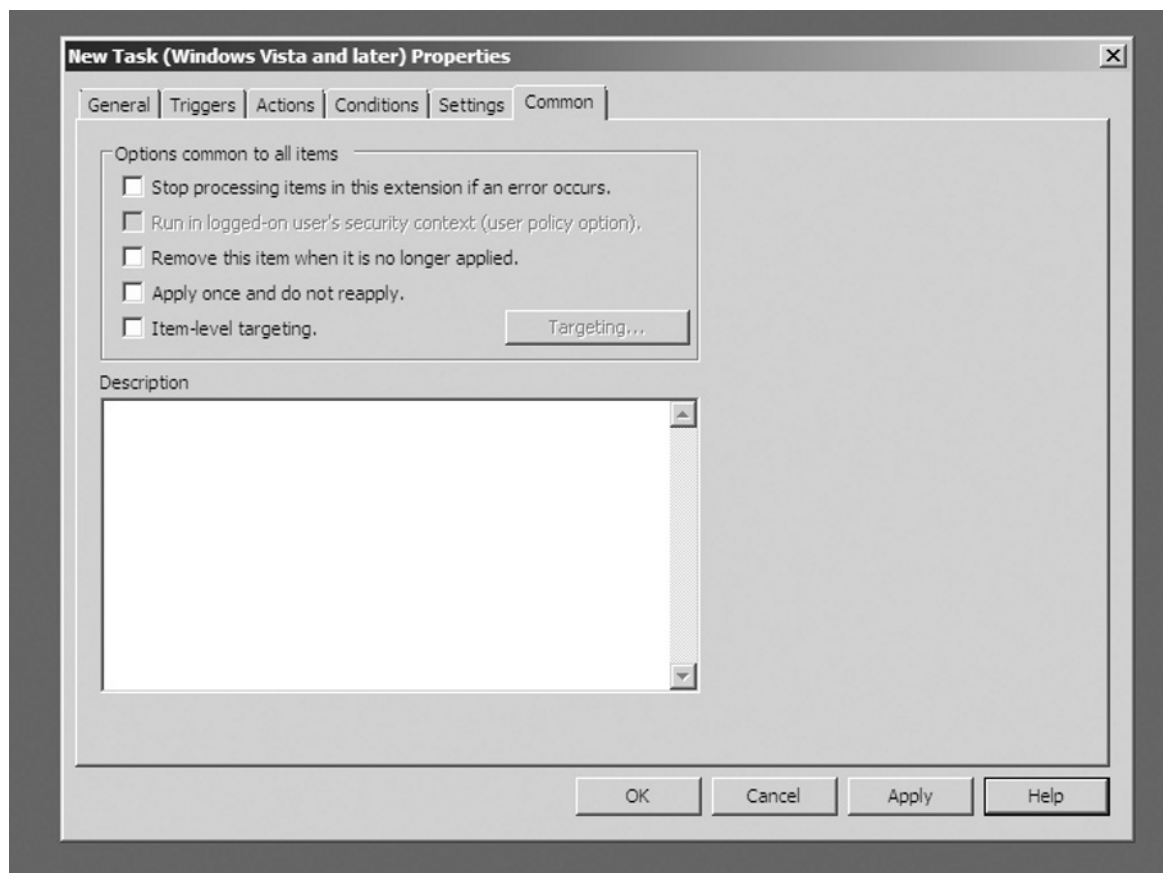 New Task (Windows Vista and later) Properties
General Triggers Actions Conditions Settings Common
Options common to all items
Stop processing items in this extension if an error occurs.
Run in logged-on user's security context (user policy option).
Remove this item when it is no longer applied.
Apply once and do not reapply.
Item-level targeting. Targeting...
Description
OK Cancel Apply Help